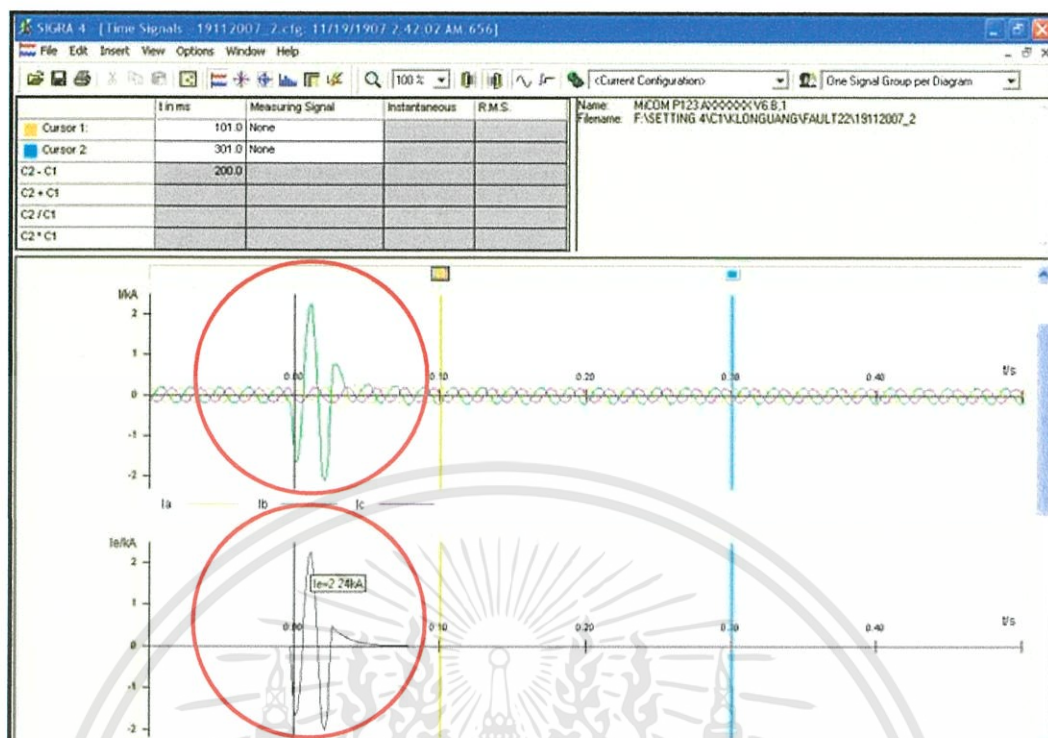 SIGRA 4 - [Time Signals - 19112007_2.cfg: 11/19/1907 2:42:02 AM.656]
File Edit Insert View Options Window Help
100 % <Current Configuration> One Signal Group per Diagram
t in ms Measuring Signal Instantaneous R.M.S.
Cursor 1: 101.0 None
Cursor 2: 301.0 None
C2 - C1 200.0
C2 + C1
C2 / C1
C2 * C1
Name: MiCOM P123 AXXXXXX V6.B,1
Filename: F:\SETTING 4\C1\KLONGLUANG\FAULT22\19112007_2
I/kA
2
1
0.00 0.10 0.20 0.30 0.40 t/s
0
-1
-2
Ia Ib Ic
Ie/kA
2
Ie=2.24kA
1
0.00 0.10 0.20 0.30 0.40 t/s
0
-1
-2